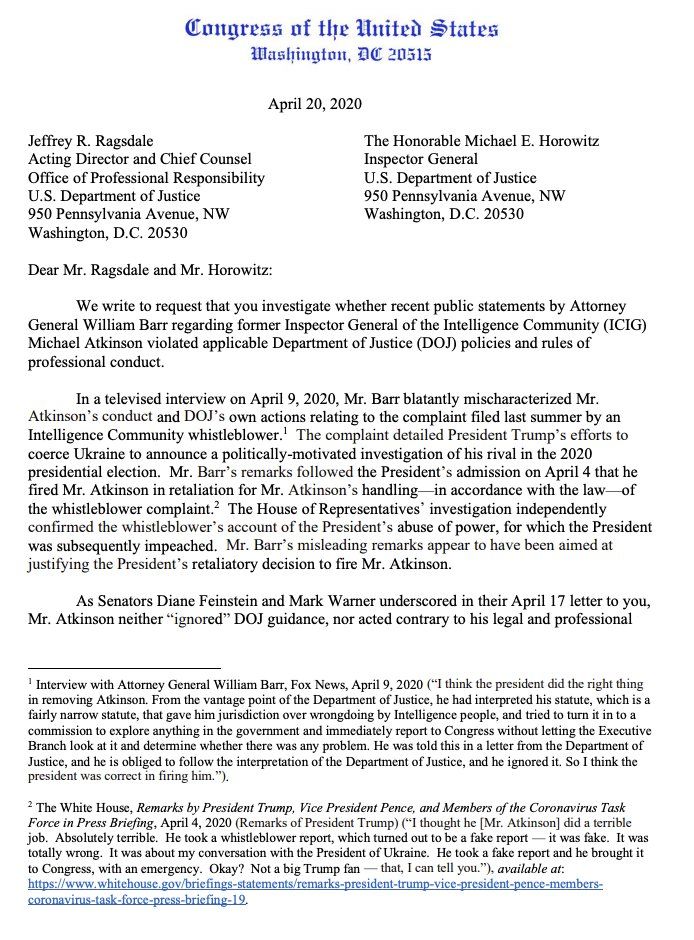 Congress of the United States
Washington, DC 20515
April 20, 2020
Jeffrey R. Ragsdale
Acting Director and Chief Counsel
Office of Professional Responsibility
U.S. Department of Justice
950 Pennsylvania Avenue, NW
Washington, D.C. 20530
The Honorable Michael E. Horowitz
Inspector General
U.S. Department of Justice
950 Pennsylvania Avenue, NW
Washington, D.C. 20530
Dear Mr. Ragsdale and Mr. Horowitz:
We write to request that you investigate whether recent public statements by Attorney
General William Barr regarding former Inspector General of the Intelligence Community (ICIG)
Michael Atkinson violated applicable Department of Justice (DOJ) policies and rules of
professional conduct.
In a televised interview on April 9, 2020, Mr. Barr blatantly mischaracterized Mr.
Atkinson’s conduct and DOJ’s own actions relating to the complaint filed last summer by an
Intelligence Community whistleblower.1 The complaint detailed President Trump’s efforts to
coerce Ukraine to announce a politically-motivated investigation of his rival in the 2020
presidential election. Mr. Barr’s remarks followed the President’s admission on April 4 that he
fired Mr. Atkinson in retaliation for Mr. Atkinson’s handling—in accordance with the law—of
the whistleblower complaint.2 The House of Representatives’ investigation independently
confirmed the whistleblower’s account of the President’s abuse of power, for which the President
was subsequently impeached. Mr. Barr’s misleading remarks appear to have been aimed at
justifying the President’s retaliatory decision to fire Mr. Atkinson.
As Senators Diane Feinstein and Mark Warner underscored in their April 17 letter to you,
Mr. Atkinson neither “ignored” DOJ guidance, nor acted contrary to his legal and professional
1 Interview with Attorney General William Barr, Fox News, April 9, 2020 (“I think the president did the right thing
in removing Atkinson. From the vantage point of the Department of Justice, he had interpreted his statute, which is a
fairly narrow statute, that gave him jurisdiction over wrongdoing by Intelligence people, and tried to turn it in to a
commission to explore anything in the government and immediately report to Congress without letting the Executive
Branch look at it and determine whether there was any problem. He was told this in a letter from the Department of
Justice, and he is obliged to follow the interpretation of the Department of Justice, and he ignored it. So I think the
president was correct in firing him.”).
2 The White House, Remarks by President Trump, Vice President Pence, and Members of the Coronavirus Task
Force in Press Briefing, April 4, 2020 (Remarks of President Trump) (“I thought he [Mr. Atkinson] did a terrible
job. Absolutely terrible. He took a whistleblower report, which turned out to be a fake report — it was fake. It was
totally wrong. It was about my conversation with the President of Ukraine. He took a fake report and he brought it
to Congress, with an emergency. Okay? Not a big Trump fan — that, I can tell you.”), available at:
https://www.whitehouse.gov/briefings-statements/remarks-president-trump-vice-president-pence-members-
coronavirus-task-force-press-briefing-19.